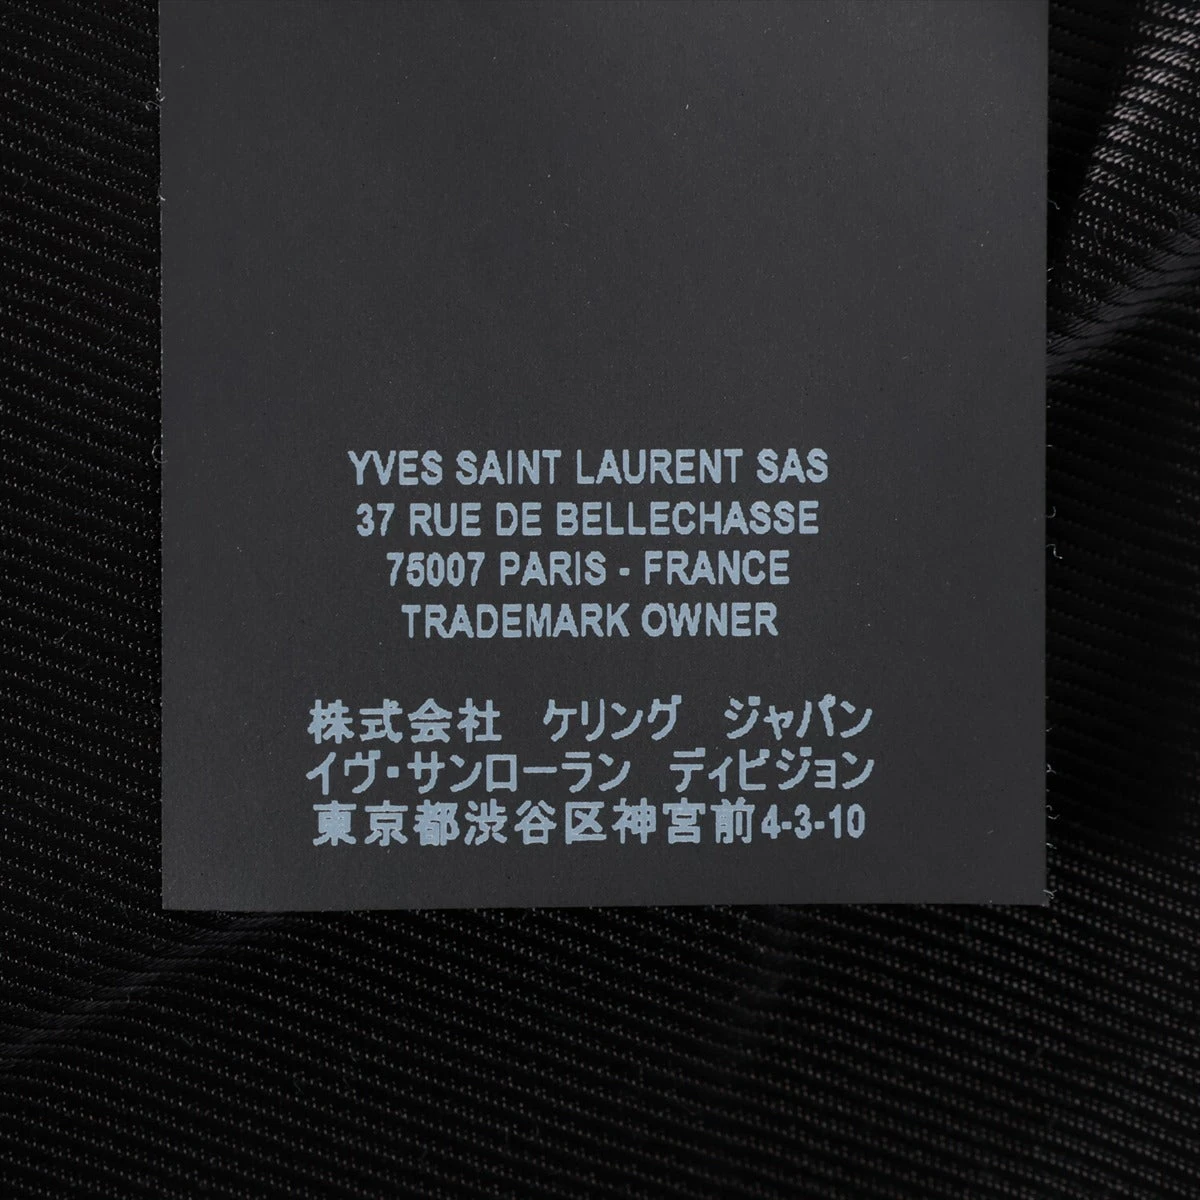 YVES SAINT LAURENT SAS
37 RUE DE BELLECHASSE
75007 PARIS - FRANCE
TRADEMARK OWNER
株式会社　ケリング　ジャパン
イヴ・サンローラン　ディビジョン
東京都渋谷区神宮前4-3-10